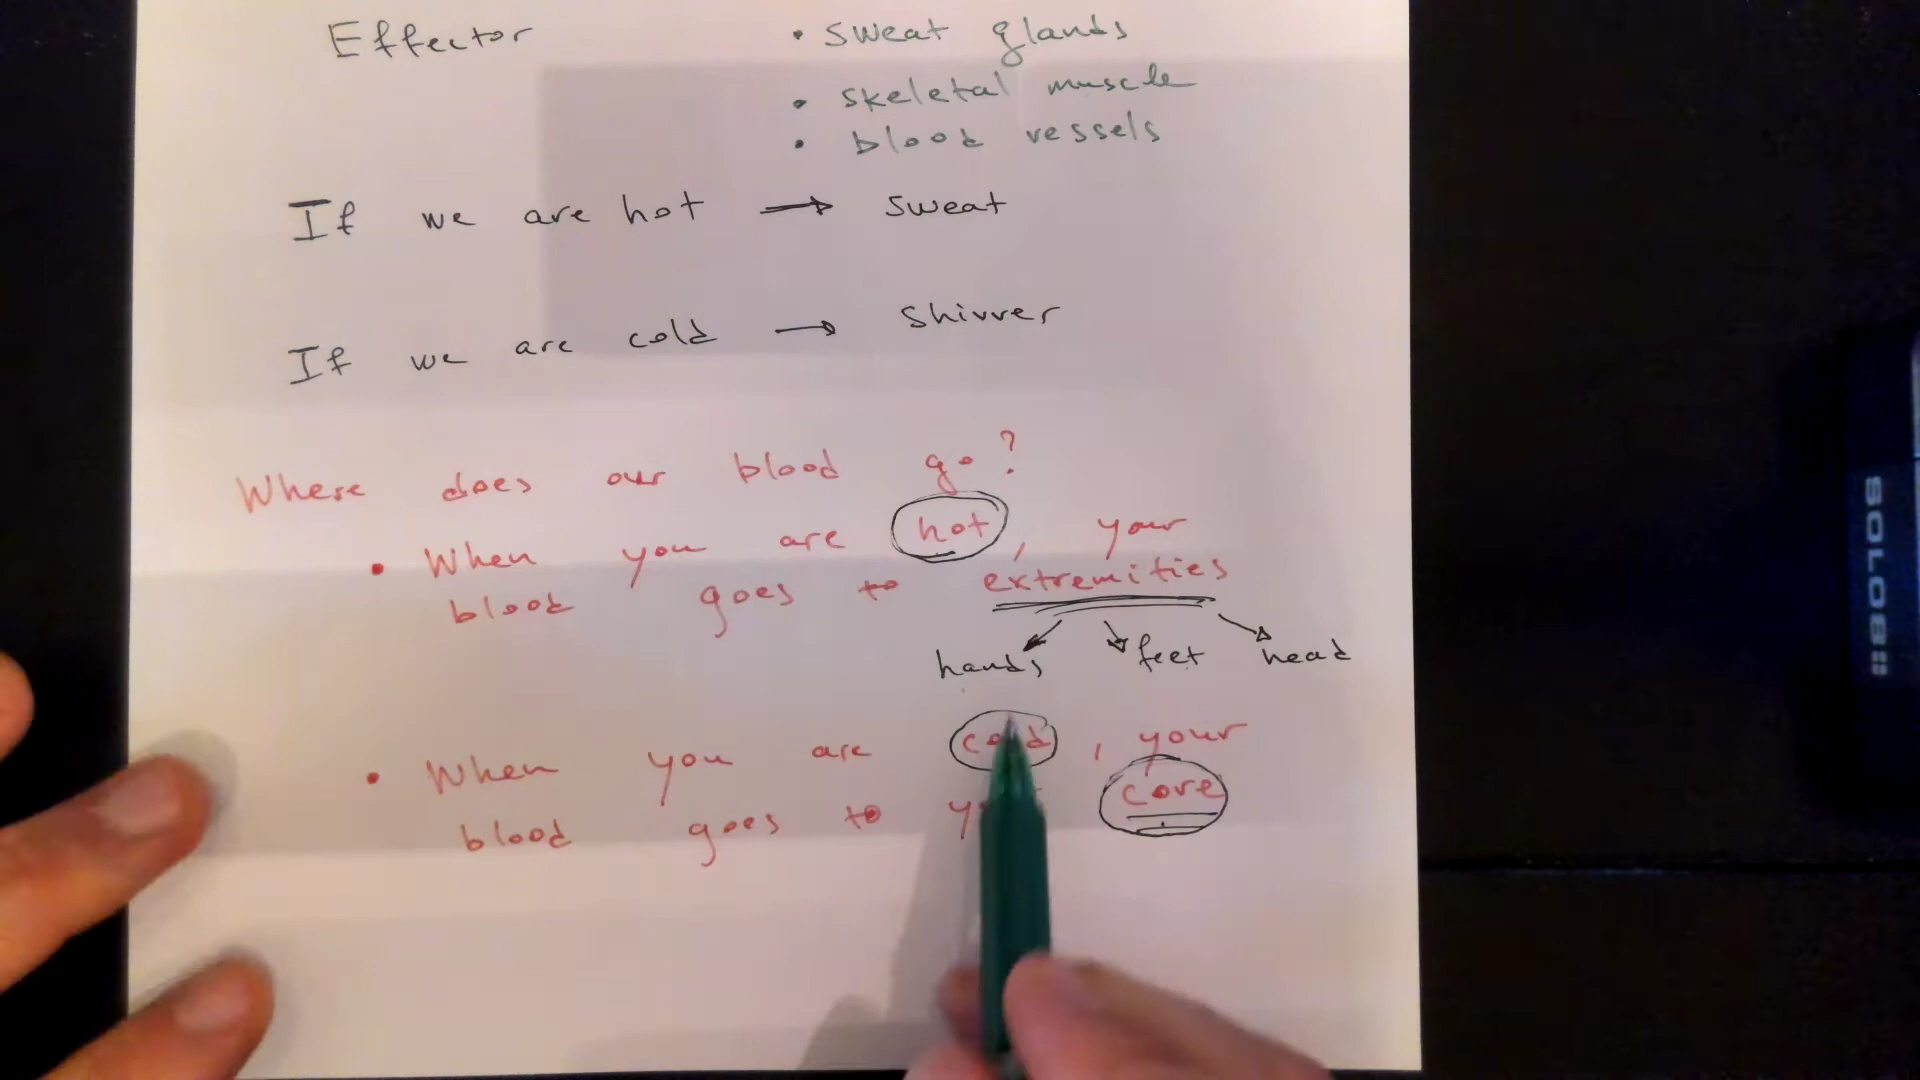 Effector
• sweat glands
• skeletal muscle
• blood vessels
If we are hot → sweat
If we are cold → shivver
Where does our blood go?
• When you are hot, your
blood goes to extremities
hands feet head
• When you are cold, your
blood goes to core